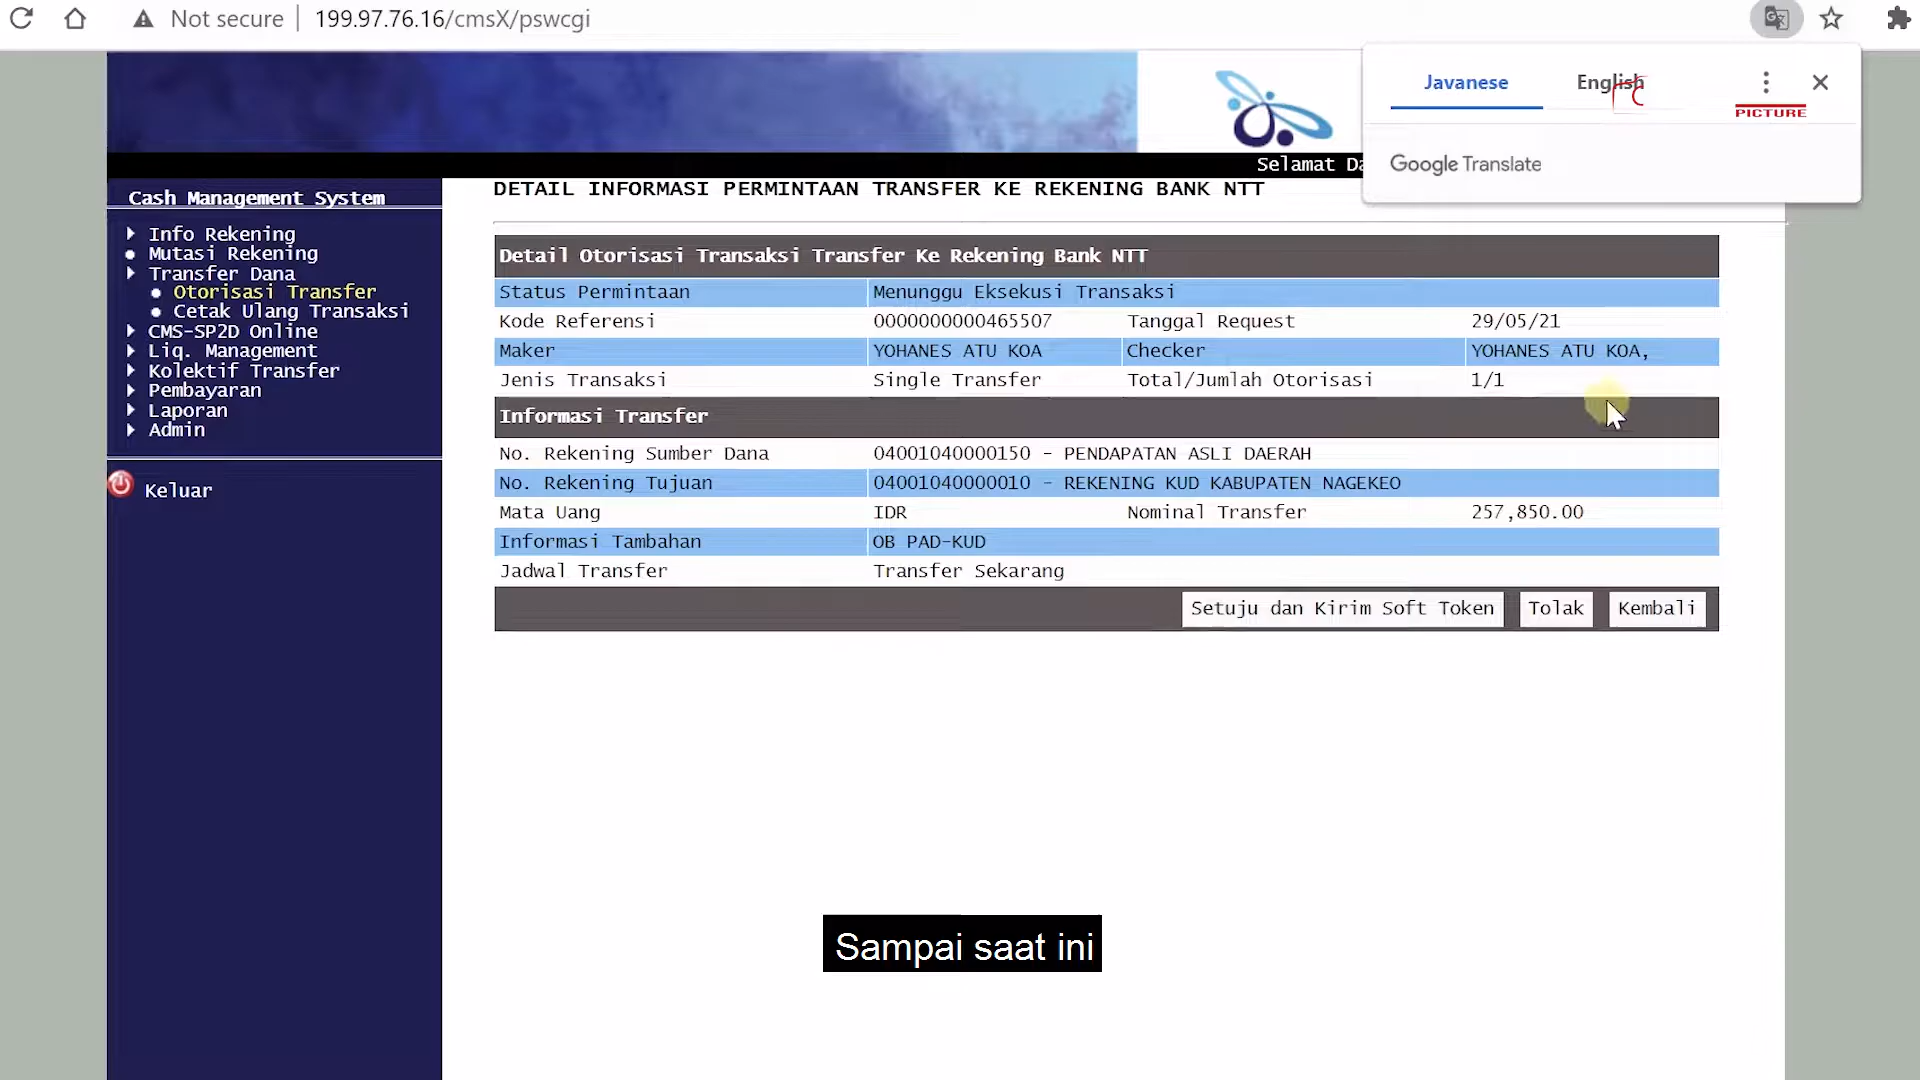 Not secure
199.97.76.16/cmsX/pswcgi
Javanese English
PICTURE
Google Translate
Selamat Da
Cash Management System
Info Rekening
Mutasi Rekening
Transfer Dana
Otorisasi Transfer
Cetak Ulang Transaksi
CMS-SP2D Online
Liq. Management
Kolektif Transfer
Pembayaran
Laporan
Admin
Keluar
DETAIL INFORMASI PERMINTAAN TRANSFER KE REKENING BANK NTT
Detail Otorisasi Transaksi Transfer Ke Rekening Bank NTT
Status Permintaan Menunggu Eksekusi Transaksi
Kode Referensi 0000000000465507 Tanggal Request 29/05/21
Maker YOHANES ATU KOA Checker YOHANES ATU KOA,
Jenis Transaksi Single Transfer Total/Jumlah Otorisasi 1/1
Informasi Transfer
No. Rekening Sumber Dana 04001040000150 - PENDAPATAN ASLI DAERAH
No. Rekening Tujuan 04001040000010 - REKENING KUD KABUPATEN NAGEKEO
Mata Uang IDR Nominal Transfer 257,850.00
Informasi Tambahan OB PAD-KUD
Jadwal Transfer Transfer Sekarang
Setuju dan Kirim Soft Token Tolak Kembali
Sampai saat ini